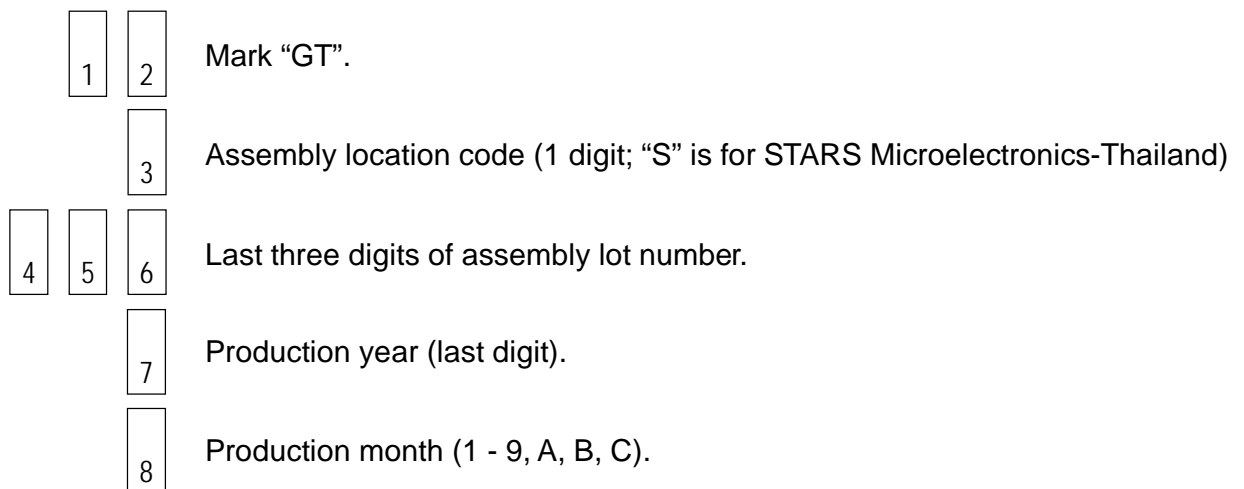 1 2 Mark “GT”.
3 Assembly location code (1 digit; “S” is for STARS Microelectronics-Thailand)
4 5 6 Last three digits of assembly lot number.
7 Production year (last digit).
8 Production month (1 - 9, A, B, C).